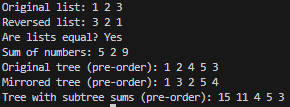 Original list: 1 2 3
Reversed list: 3 2 1
Are lists equal? Yes
Sum of numbers: 5 2 9
Original tree (pre-order): 1 2 4 5 3
Mirrored tree (pre-order): 1 3 2 5 4
Tree with subtree sums (pre-order): 15 11 4 5 3